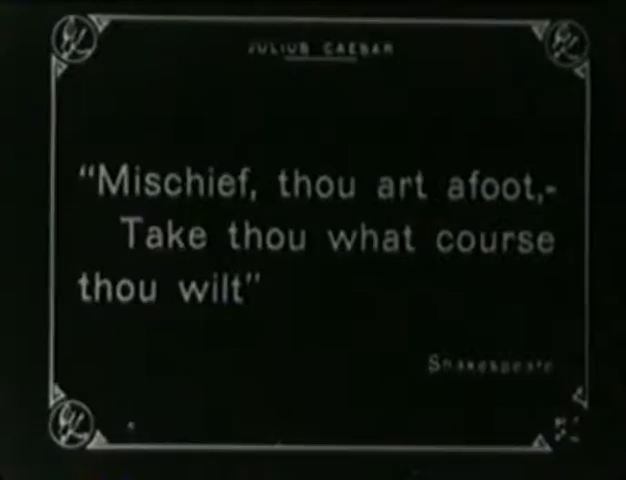 JULIUS CAESAR
“Mischief, thou art afoot,-
Take thou what course
thou wilt”
Shakespeare